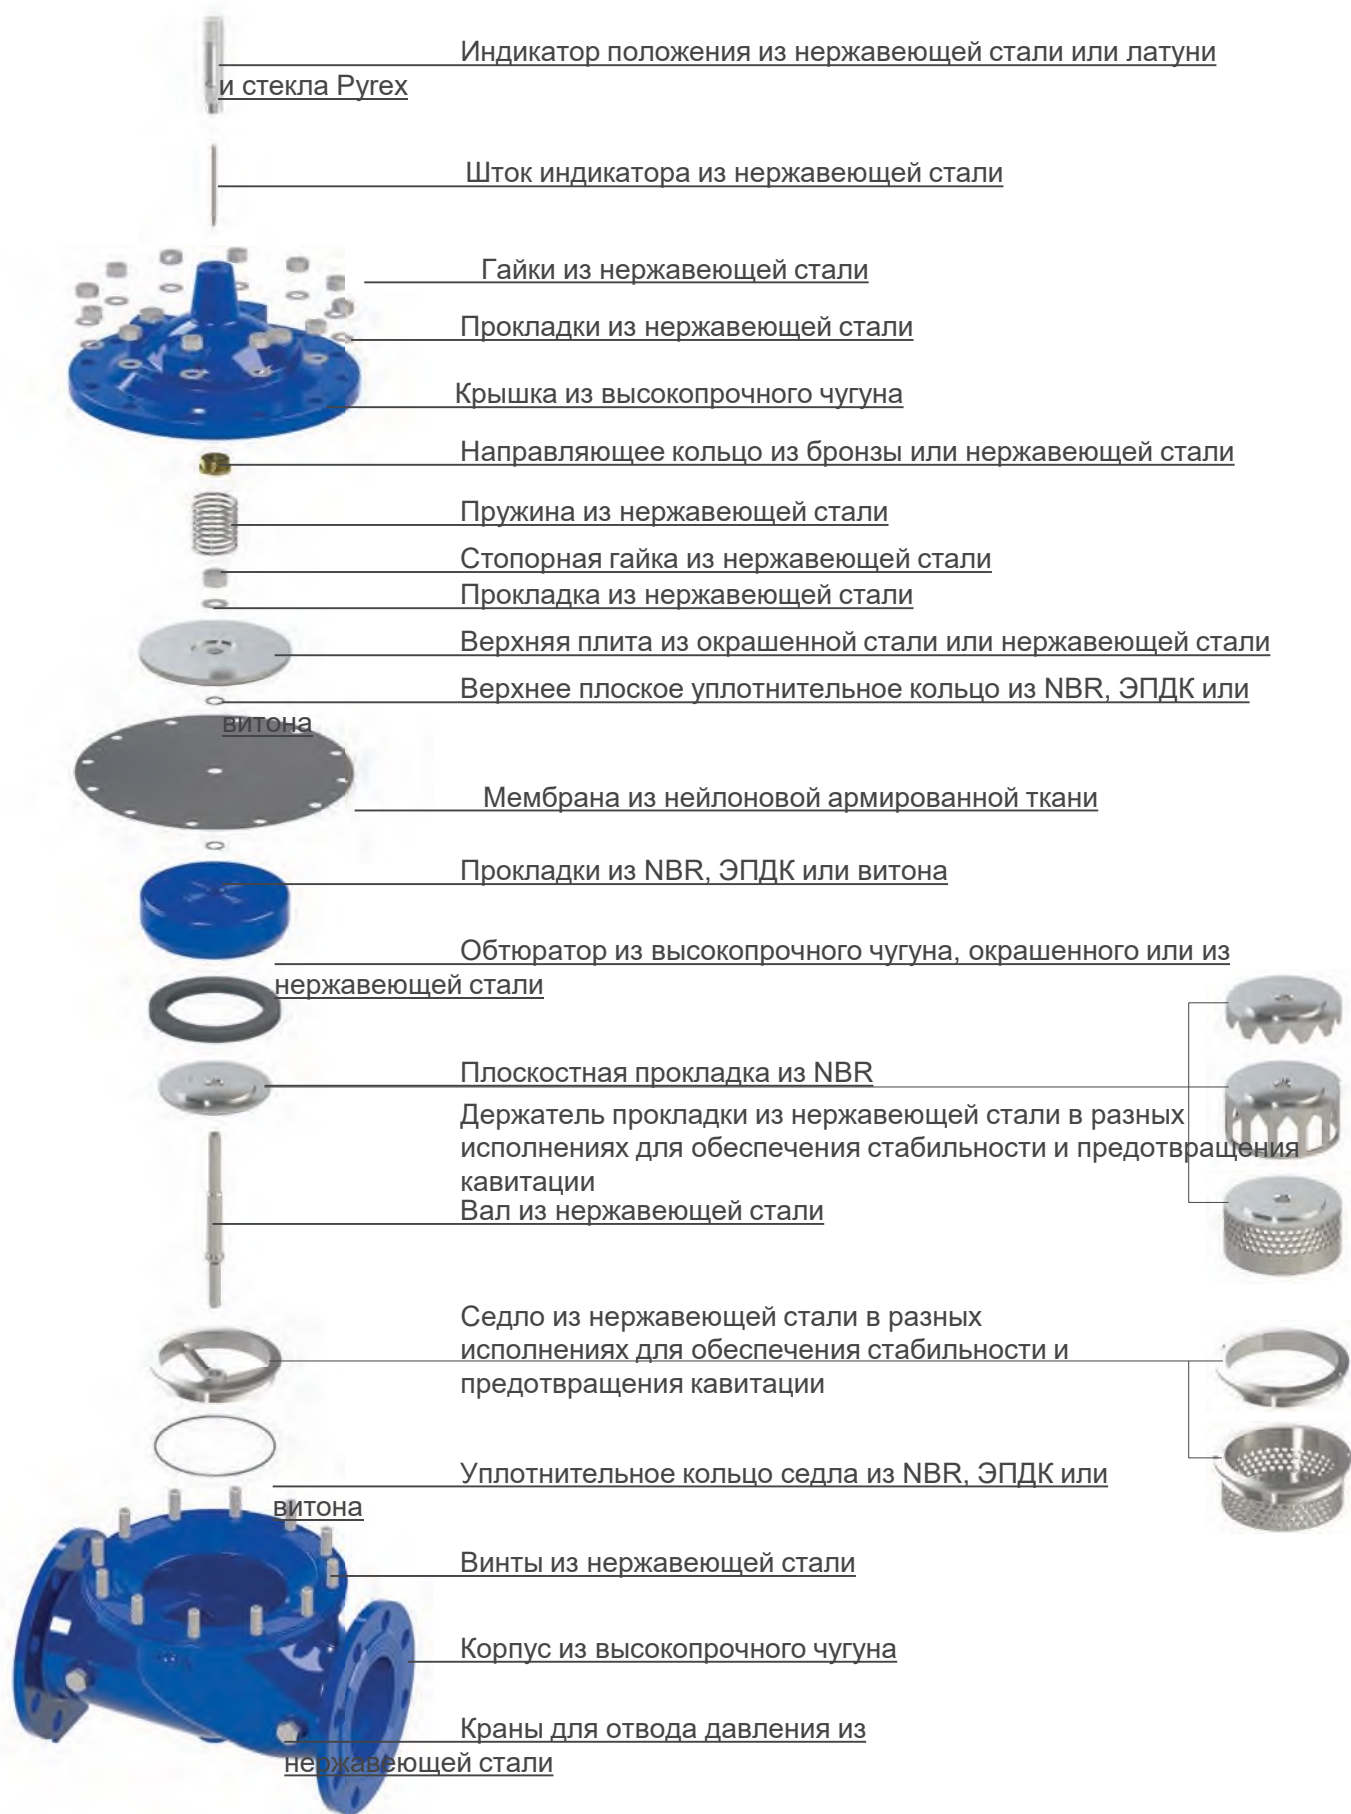 Индикатор положения из нержавеющей стали или латуни
и стекла Pyrex
Шток индикатора из нержавеющей стали
Гайки из нержавеющей стали
Прокладки из нержавеющей стали
Крышка из высокопрочного чугуна
Направляющее кольцо из бронзы или нержавеющей стали
Пружина из нержавеющей стали
Стопорная гайка из нержавеющей стали
Прокладка из нержавеющей стали
Верхняя плита из окрашенной стали или нержавеющей стали
Верхнее плоское уплотнительное кольцо из NBR, ЭПДК или
витона
Мембрана из нейлоновой армированной ткани
Прокладки из NBR, ЭПДК или витона
Обтюратор из высокопрочного чугуна, окрашенного или из
нержавеющей стали
Плоскостная прокладка из NBR
Держатель прокладки из нержавеющей стали в разных
исполнениях для обеспечения стабильности и предотвращения
кавитации
Вал из нержавеющей стали
Седло из нержавеющей стали в разных
исполнениях для обеспечения стабильности и
предотвращения кавитации
Уплотнительное кольцо седла из NBR, ЭПДК или
витона
Винты из нержавеющей стали
Корпус из высокопрочного чугуна
Краны для отвода давления из
нержавеющей стали